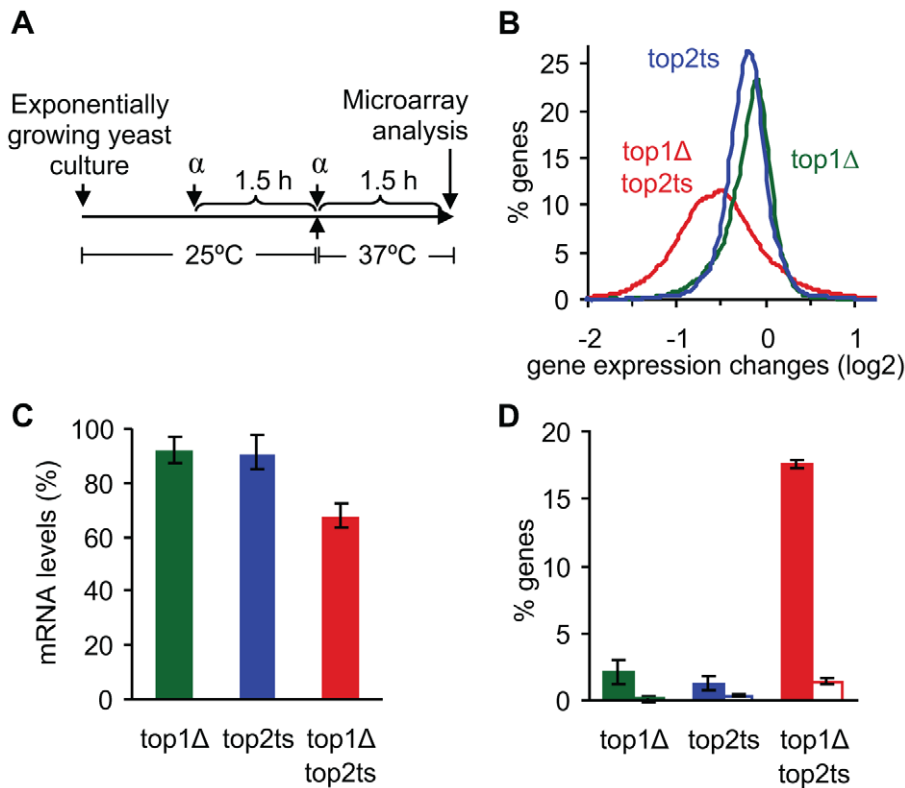 A
Exponentially
growing yeast
culture
Microarray
analysis
α
α
1.5 h
1.5 h
25ºC
37ºC
B
% genes
25
20
15
10
5
0
-2
-1
0
1
gene expression changes (log2)
top2ts
top1Δ
top2ts
top1Δ
C
mRNA levels (%)
100
80
60
40
20
0
top1Δ
top2ts
top1Δ
top2ts
D
% genes
20
15
10
5
0
top1Δ
top2ts
top1Δ
top2ts